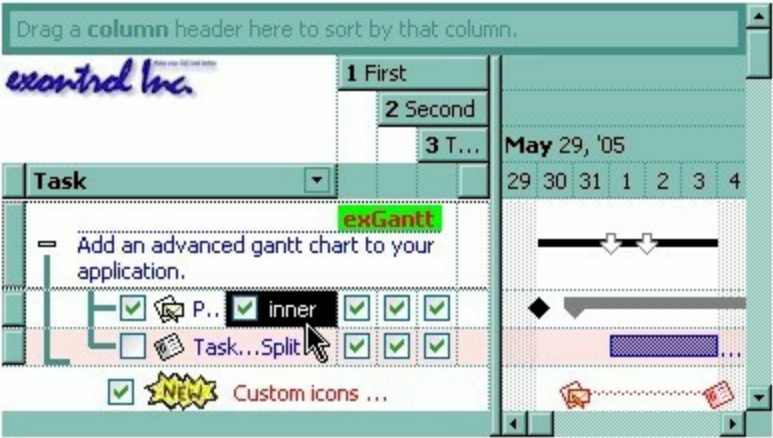 Drag a column header here to sort by that column.
exontrol Inc.
1 First
2 Second
3 T...
May 29, '05
Task
29 30 31 1 2 3 4
exGantt
Add an advanced gantt chart to your
application.
P.. inner
Task...Split
...
NEW Custom icons ...